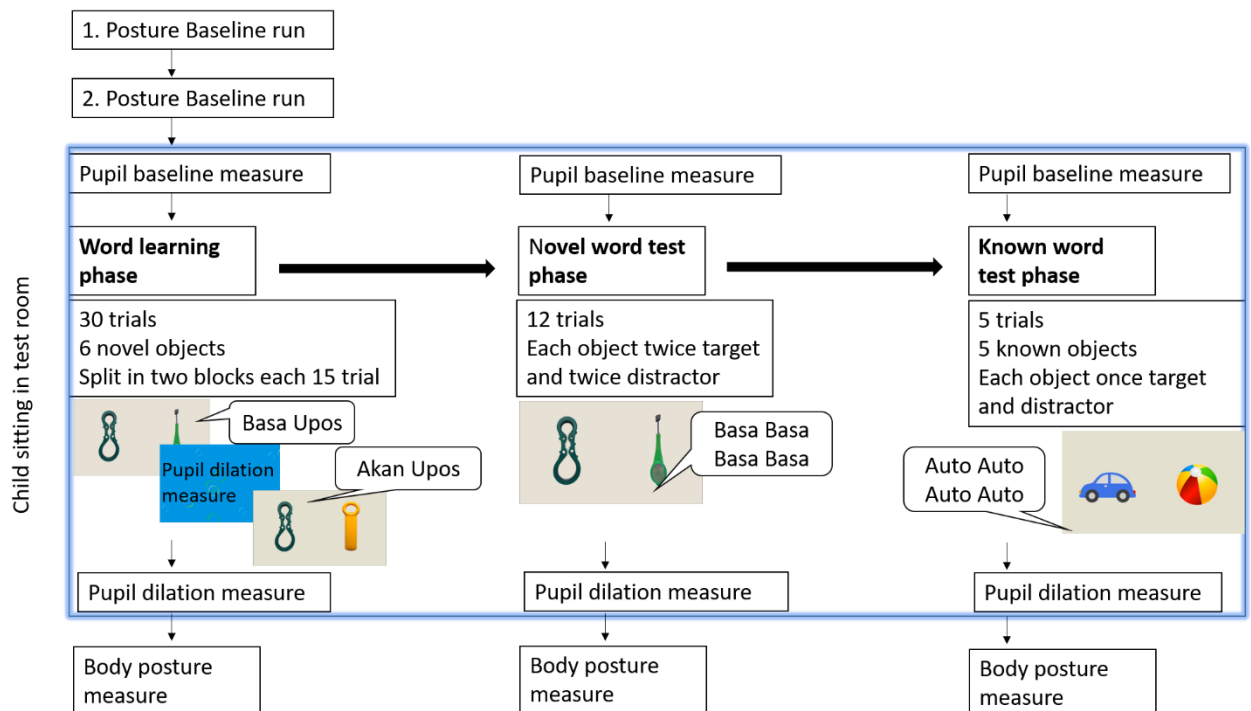 1. Posture Baseline run
2. Posture Baseline run
Child sitting in test room
Pupil baseline measure
Word learning
phase
30 trials
6 novel objects
Split in two blocks each 15 trial
Basa Upos
Pupil dilation
measure
Akan Upos
Pupil dilation measure
Body posture
measure
Pupil baseline measure
Novel word test
phase
12 trials
Each object twice target
and twice distractor
Basa Basa
Basa Basa
Pupil dilation measure
Body posture
measure
Pupil baseline measure
Known word
test phase
5 trials
5 known objects
Each object once target
and distractor
Auto Auto
Auto Auto
Pupil dilation measure
Body posture
measure